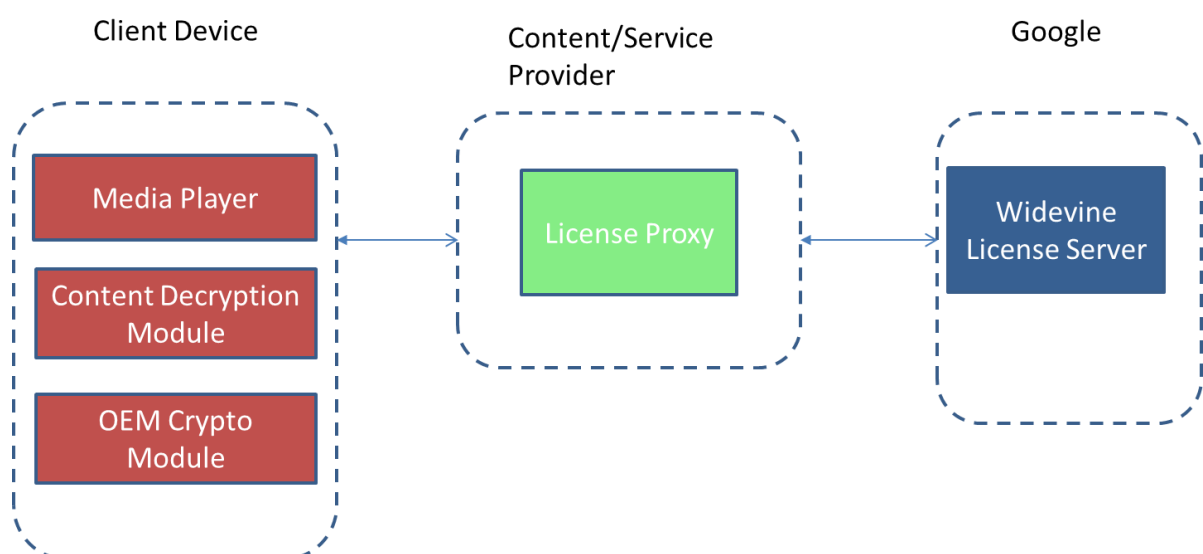 Client Device
Content/Service
Provider
Google
Media Player
Content Decryption
Module
OEM Crypto
Module
License Proxy
Widevine
License Server